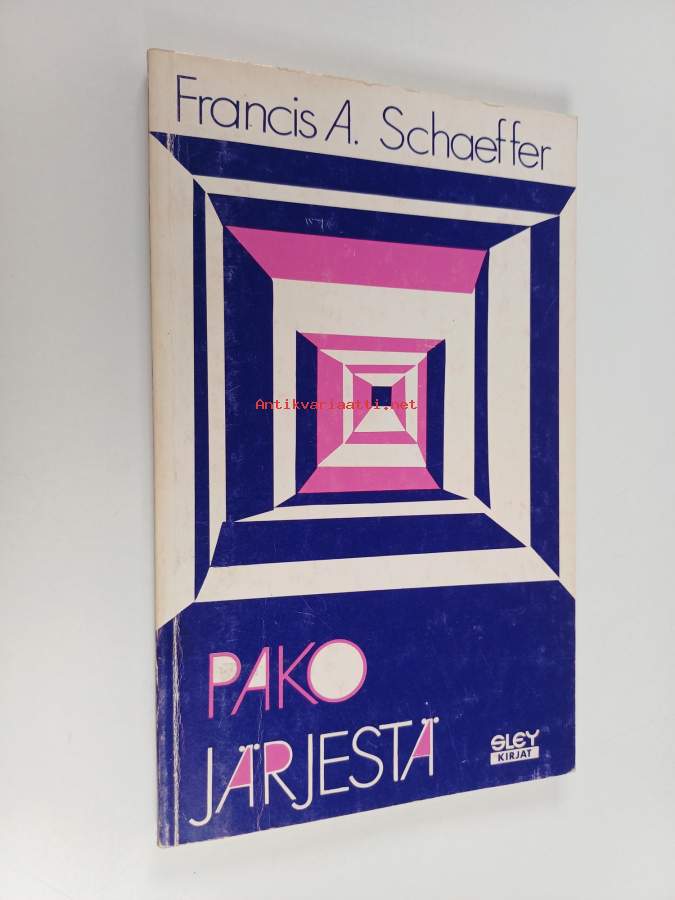 Francis A. Schaeffer
Antikvariaatti.net
PAKO
JÄRJESTÄ
SLEY
KIRJAT